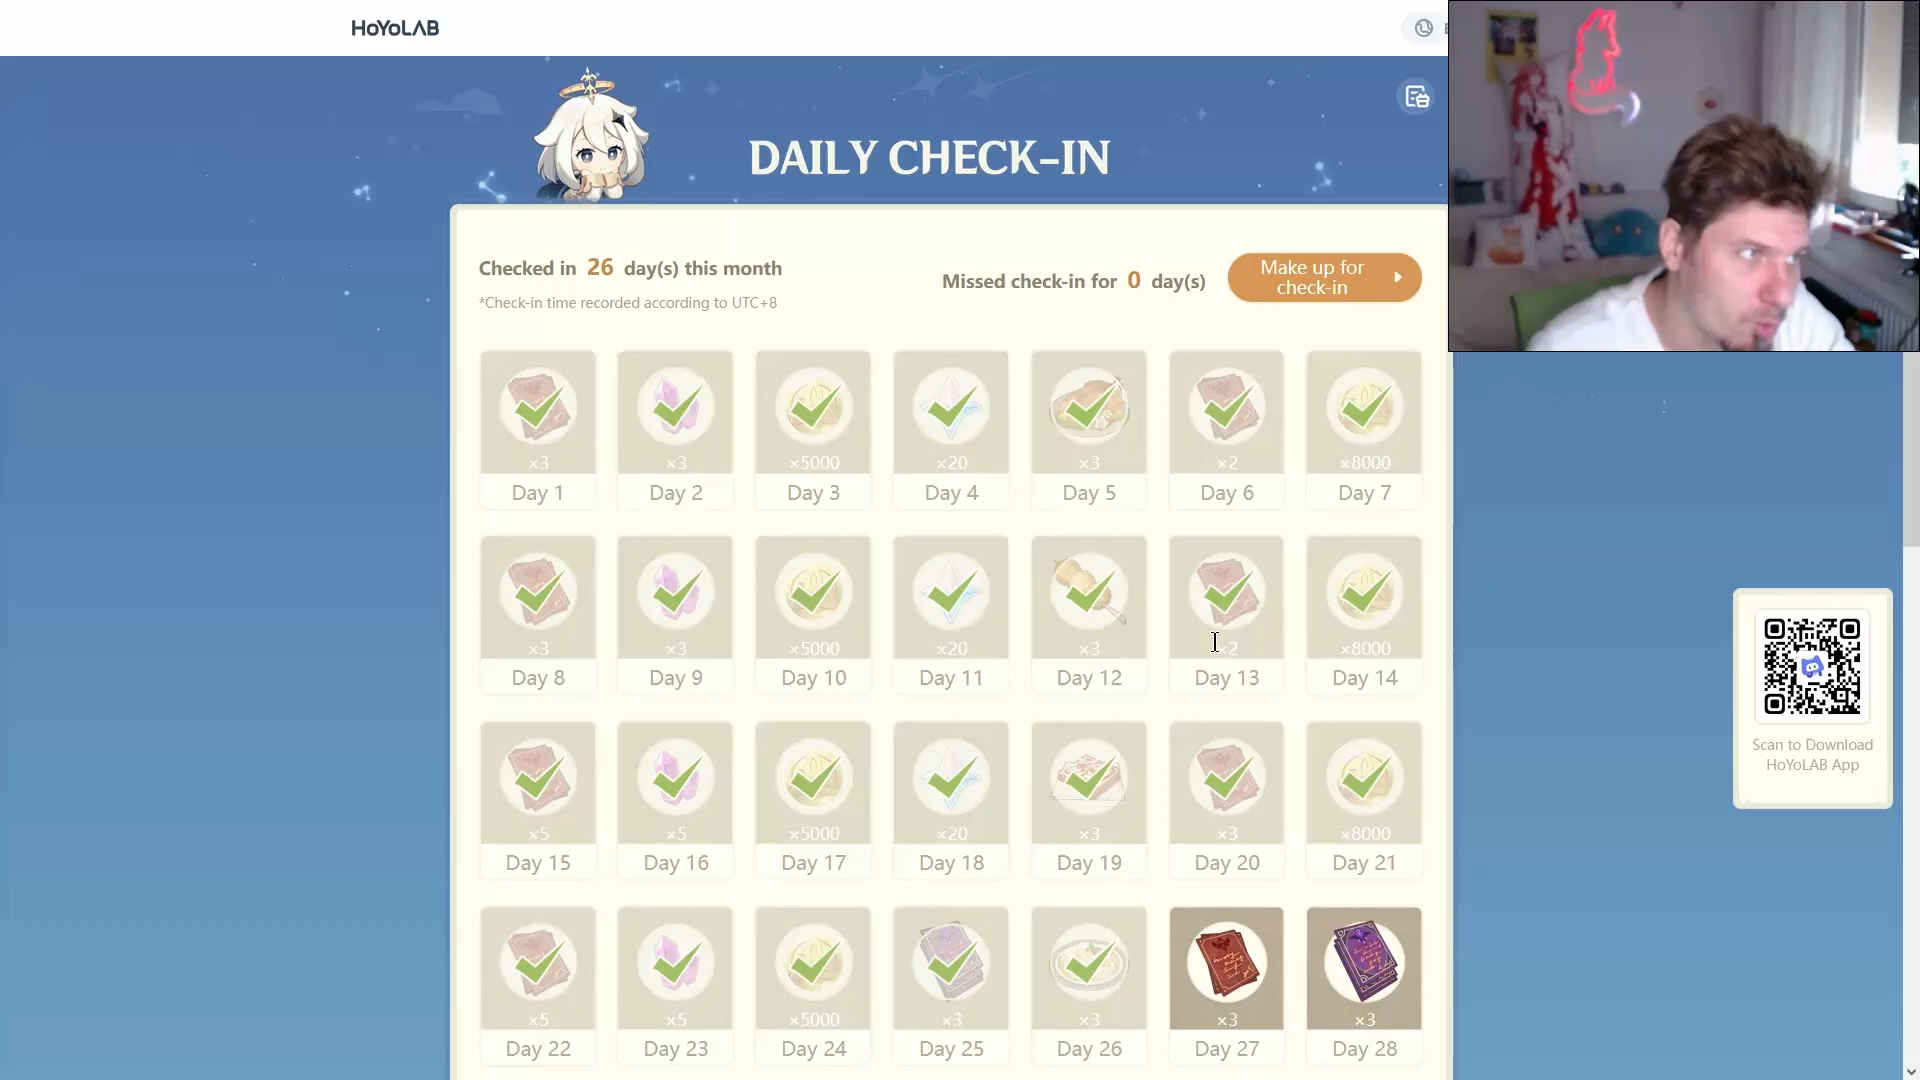 HoYoLAB
DAILY CHECK-IN
Checked in 26 day(s) this month
*Check-in time recorded according to UTC+8
Missed check-in for 0 day(s)
Make up for
check-in
×3
×3
×5000
×20
×3
×2
×8000
Day 1
Day 2
Day 3
Day 4
Day 5
Day 6
Day 7
×3
×3
×5000
×20
×3
×2
×8000
Day 8
Day 9
Day 10
Day 11
Day 12
Day 13
Day 14
×5
×5
×5000
×20
×3
×3
×8000
Day 15
Day 16
Day 17
Day 18
Day 19
Day 20
Day 21
×5
×5
×5000
×3
×3
×3
×3
Day 22
Day 23
Day 24
Day 25
Day 26
Day 27
Day 28
Scan to Download
HoYoLAB App